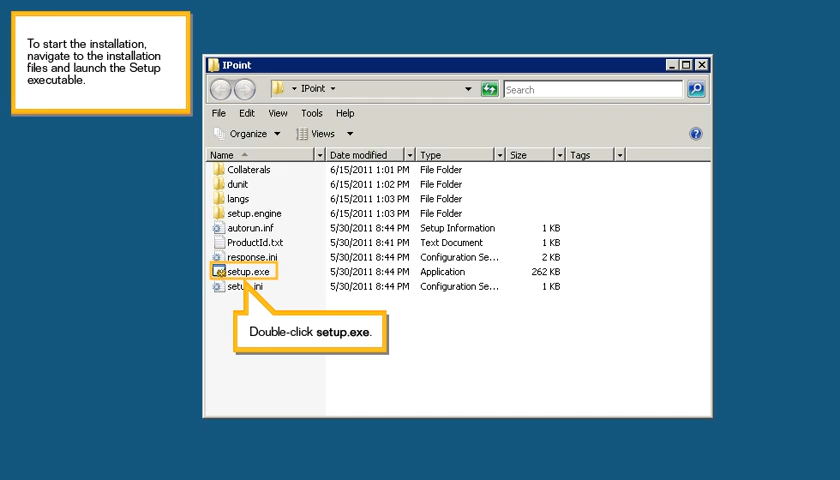 To start the installation,
navigate to the installation
files and launch the Setup
executable.
IPoint
IPoint
Search
File Edit View Tools Help
Organize Views
Name Date modified Type Size Tags
Collaterals 6/15/2011 1:01 PM File Folder
dunit 6/15/2011 1:02 PM File Folder
langs 6/15/2011 1:03 PM File Folder
setup.engine 6/15/2011 1:03 PM File Folder
autorun.inf 5/30/2011 8:44 PM Setup Information 1 KB
ProductId.txt 5/30/2011 8:41 PM Text Document 1 KB
response.ini 5/30/2011 8:44 PM Configuration Se... 2 KB
setup.exe 5/30/2011 8:44 PM Application 262 KB
setup.ini 5/30/2011 8:44 PM Configuration Se... 1 KB
Double-click setup.exe.